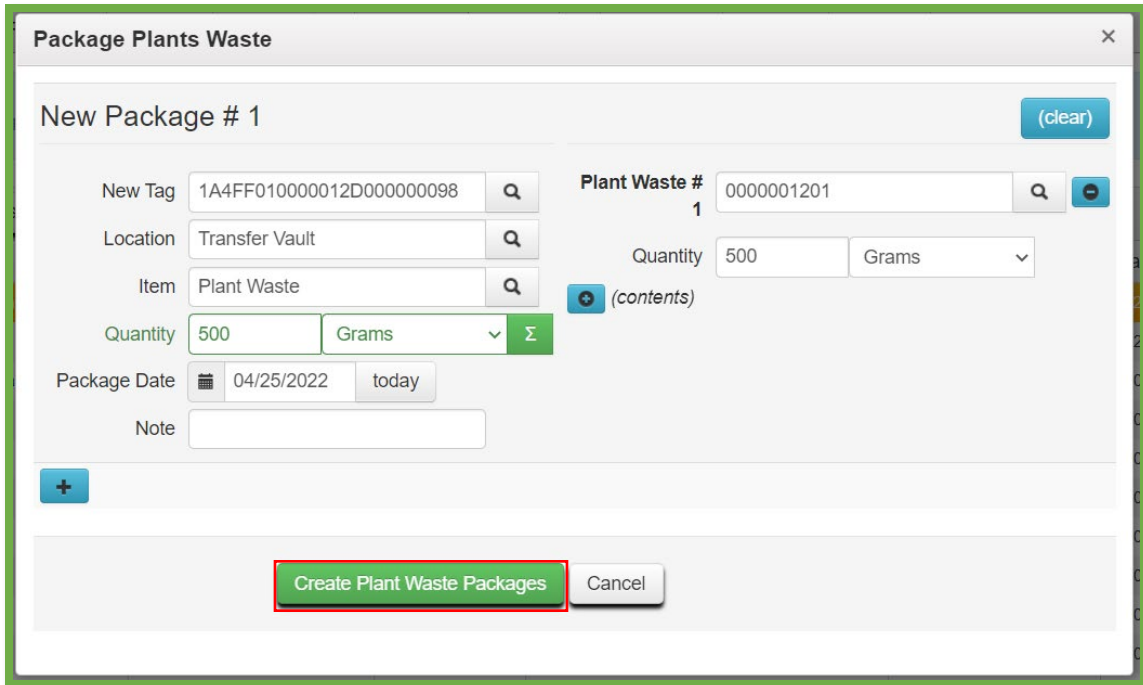 Package Plants Waste
×
New Package # 1
(clear)
New Tag 1A4FF010000012D000000098
Location Transfer Vault
Item Plant Waste
Quantity 500 Grams Σ
Package Date 04/25/2022 today
Note
Plant Waste # 1 0000001201
Quantity 500 Grams
(contents)
Create Plant Waste Packages
Cancel